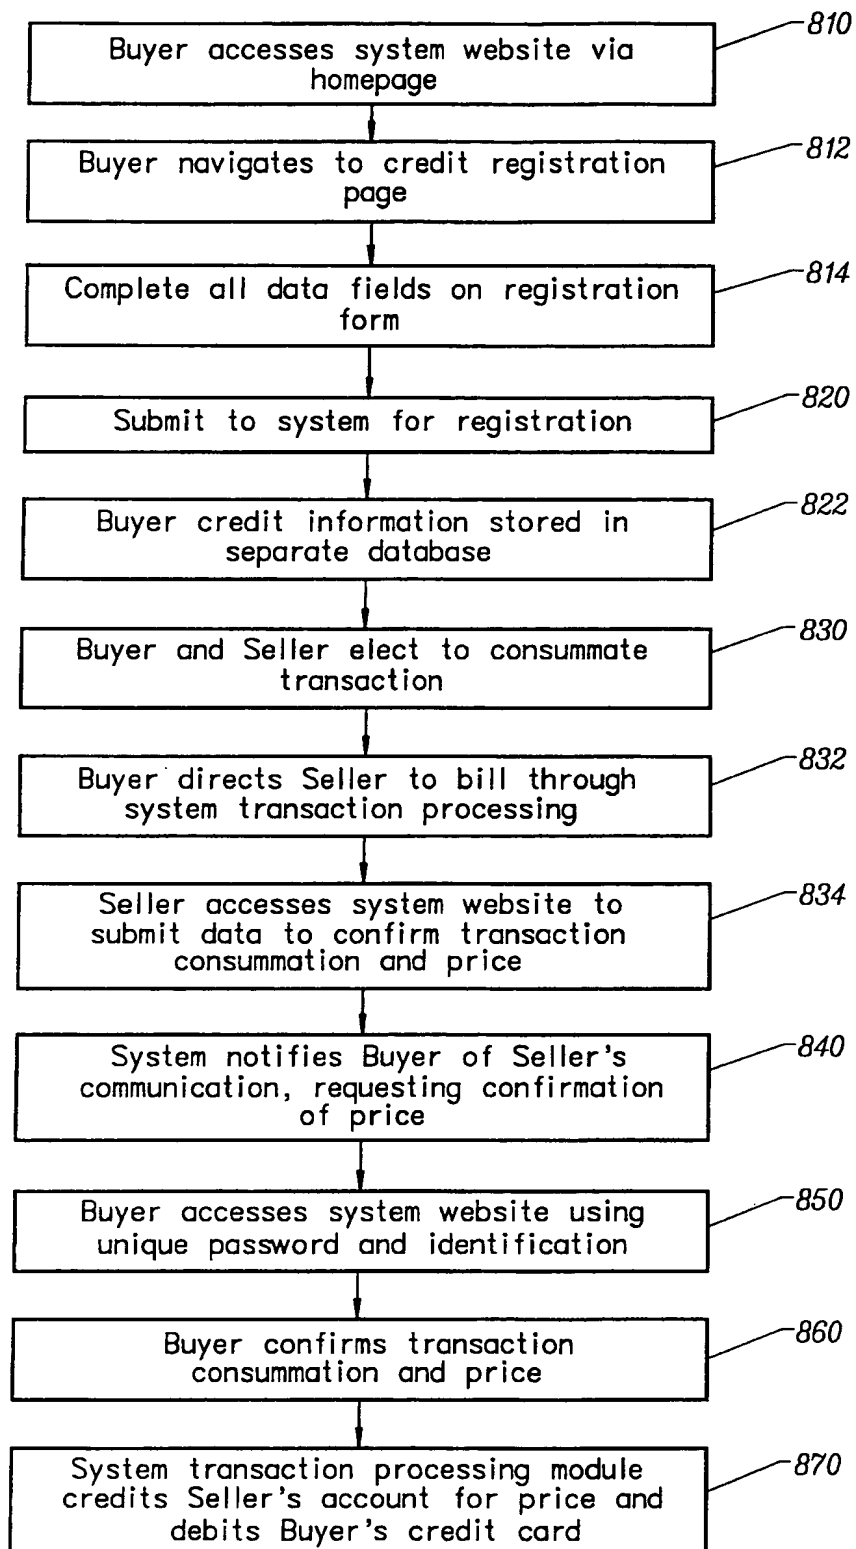 810
Buyer accesses system website via
homepage
812
Buyer navigates to credit registration
page
814
Complete all data fields on registration
form
820
Submit to system for registration
822
Buyer credit information stored in
separate database
830
Buyer and Seller elect to consummate
transaction
832
Buyer directs Seller to bill through
system transaction processing
834
Seller accesses system website to
submit data to confirm transaction
consummation and price
840
System notifies Buyer of Seller's
communication, requesting confirmation
of price
850
Buyer accesses system website using
unique password and identification
860
Buyer confirms transaction
consummation and price
870
System transaction processing module
credits Seller's account for price and
debits Buyer's credit card